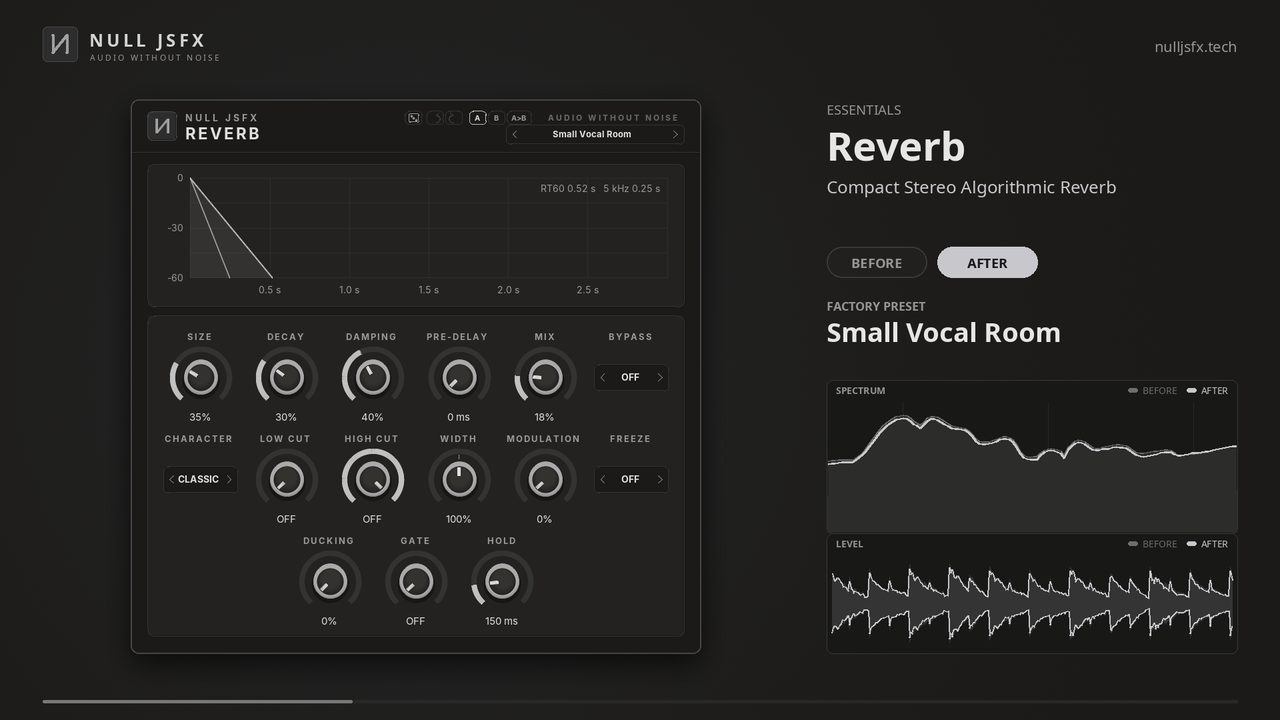 NULL JSFX
AUDIO WITHOUT NOISE
nulljsfx.tech
NULL JSFX
REVERB
A B A>B AUDIO WITHOUT NOISE
Small Vocal Room
0
-30
-60
RT60 0.52 s 5 kHz 0.25 s
0.5 s 1.0 s 1.5 s 2.0 s 2.5 s
SIZE DECAY DAMPING PRE-DELAY MIX BYPASS
OFF
35% 30% 40% 0 ms 18%
CHARACTER LOW CUT HIGH CUT WIDTH MODULATION FREEZE
CLASSIC OFF
OFF OFF 100% 0%
DUCKING GATE HOLD
0% OFF 150 ms
ESSENTIALS
Reverb
Compact Stereo Algorithmic Reverb
BEFORE AFTER
FACTORY PRESET
Small Vocal Room
SPECTRUM BEFORE AFTER
LEVEL BEFORE AFTER